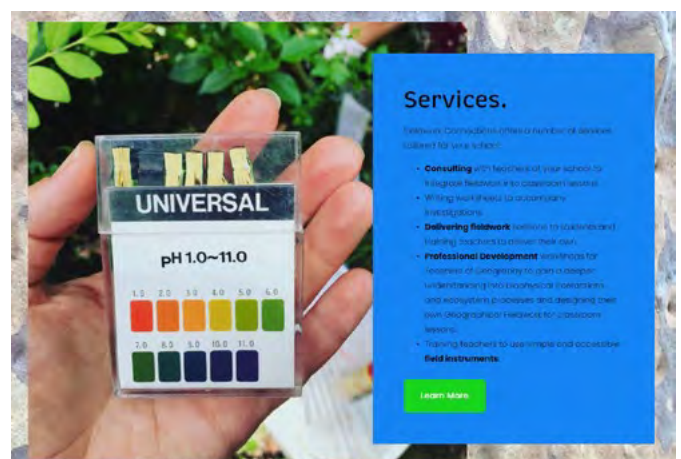 UNIVERSAL
pH 1.0~11.0
1.0 2.0 3.0 4.0 5.0 6.0
7.0 8.0 9.0 10.0 11.0
Services.
Fieldwork Connections offers a number of services
tailored for your school:
Consulting with teachers at your school to
integrate fieldwork into classroom lessons.
Writing worksheets to accompany
investigations.
Delivering fieldwork sessions to students and
training teachers to deliver their own.
Professional Development workshops for
Teachers of Geography to gain a deeper
understanding into biophysical interactions
and ecosystem processes and designing their
own Geographical Fieldwork for classroom
lessons.
Training teachers to use simple and accessible
field instruments.
Learn More